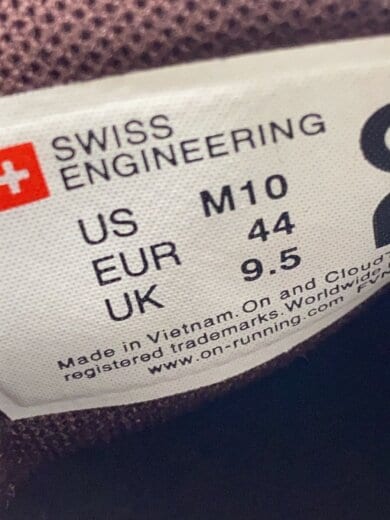 SWISS
ENGINEERING
US M10
EUR 44
UK 9.5
Made in Vietnam. On and Cloud
registered trademarks. Worldwide
www.on-running.com